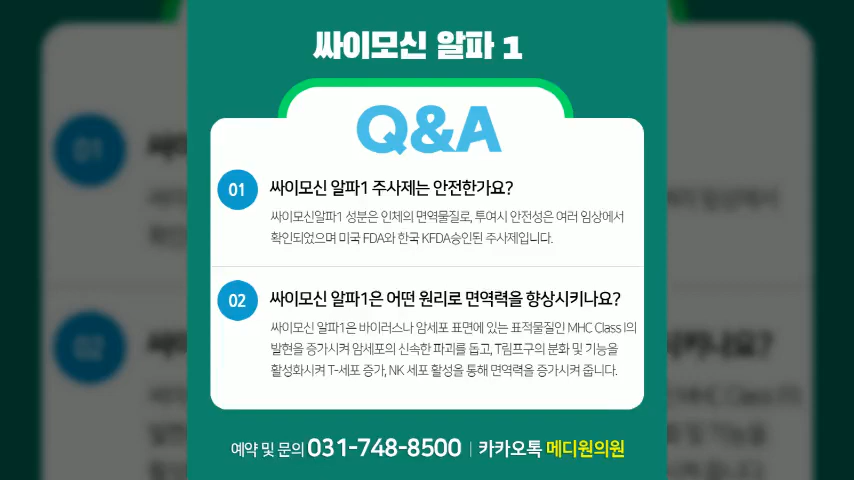 싸이모신 알파 1
Q&A
01 싸이모신 알파1 주사제는 안전한가요?
싸이모신알파1 성분은 인체의 면역물질로, 투여시 안전성은 여러 임상에서
확인되었으며 미국 FDA와 한국 KFDA승인된 주사제입니다.
02 싸이모신 알파1은 어떤 원리로 면역력을 향상시키나요?
싸이모신 알파1은 바이러스나 암세포 표면에 있는 표적물질인 MHC Class I의
발현을 증가시켜 암세포의 신속한 파괴를 돕고, T림프구의 분화 및 기능을
활성화시켜 T-세포 증가, NK 세포 활성을 통해 면역력을 증가시켜 줍니다.
예약 및 문의 031-748-8500 | 카카오톡 메디원의원